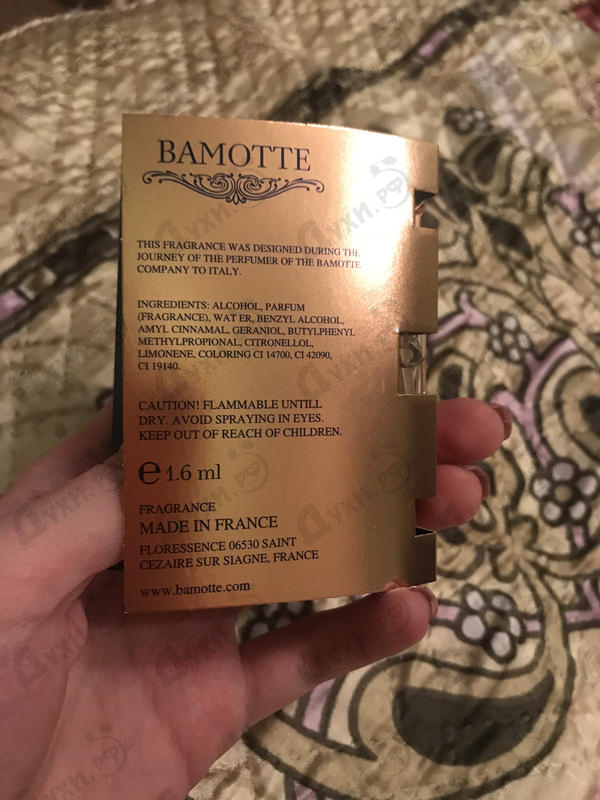 BAMOTTE
THIS FRAGRANCE WAS DESIGNED DURING THE
JOURNEY OF THE PERFUMER OF THE BAMOTTE
COMPANY TO ITALY.
INGREDIENTS: ALCOHOL, PARFUM
(FRAGRANCE), WAT ER, BENZYL ALCOHOL,
AMYL CINNAMAL, GERANIOL, BUTYLPHENYL
METHYLPROPIONAL, CITRONELLOL,
LIMONENE, COLORING CI 14700, CI 42090,
CI 19140.
CAUTION! FLAMMABLE UNTILL
DRY. AVOID SPRAYING IN EYES.
KEEP OUT OF REACH OF CHILDREN.
e 1.6 ml
FRAGRANCE
MADE IN FRANCE
FLORESSENCE 06530 SAINT
CEZAIRE SUR SIAGNE, FRANCE
www.bamotte.com
Духи.РФ